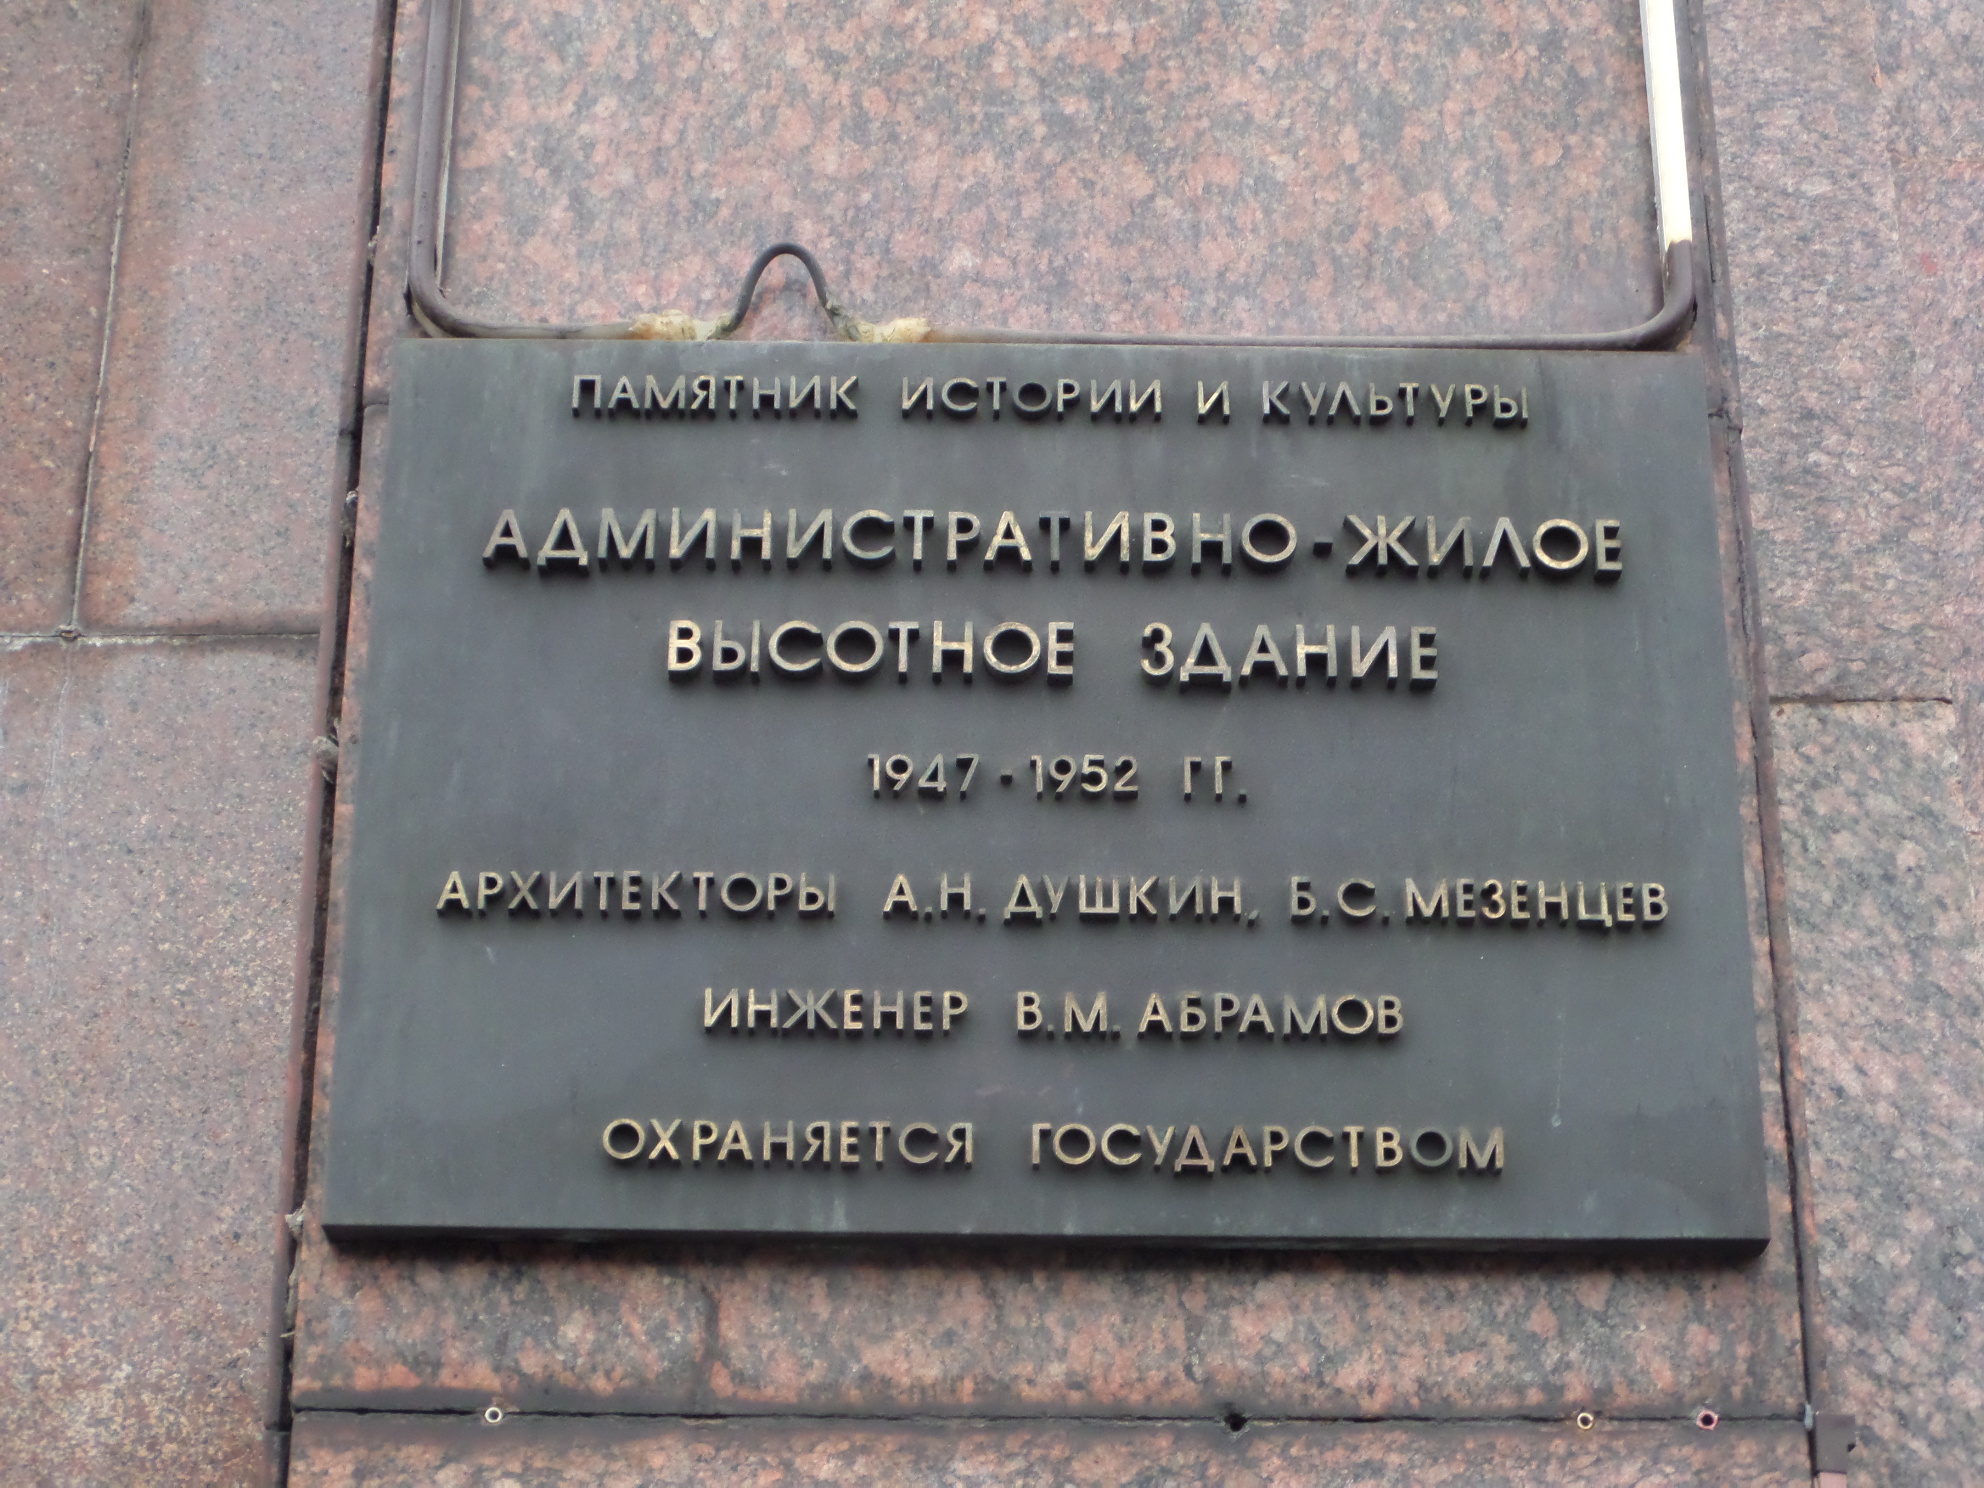 ПАМЯТНИК ИСТОРИИ И КУЛЬТУРЫ
АДМИНИСТРАТИВНО-ЖИЛОЕ
ВЫСОТНОЕ ЗДАНИЕ
1947-1952 ГГ.
АРХИТЕКТОРЫ А.Н. ДУШКИН, Б.С. МЕЗЕНЦЕВ
ИНЖЕНЕР В.М. АБРАМОВ
ОХРАНЯЕТСЯ ГОСУДАРСТВОМ